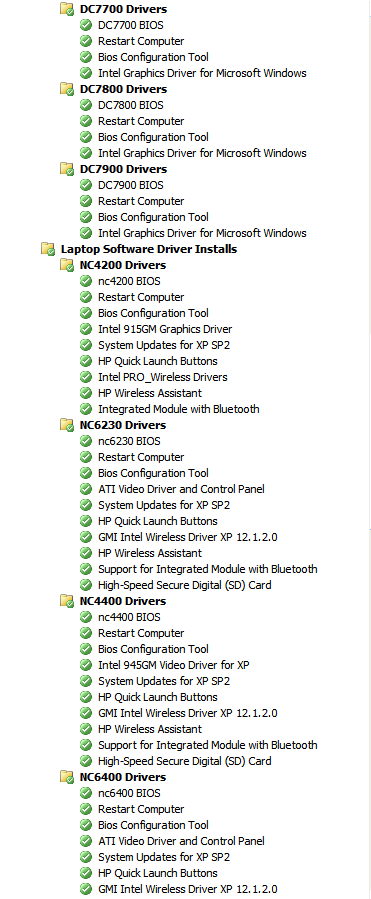 DC7700 Drivers
DC7700 BIOS
Restart Computer
Bios Configuration Tool
Intel Graphics Driver for Microsoft Windows
DC7800 Drivers
DC7800 BIOS
Restart Computer
Bios Configuration Tool
Intel Graphics Driver for Microsoft Windows
DC7900 Drivers
DC7900 BIOS
Restart Computer
Bios Configuration Tool
Intel Graphics Driver for Microsoft Windows
Laptop Software Driver Installs
NC4200 Drivers
nc4200 BIOS
Restart Computer
Bios Configuration Tool
Intel 915GM Graphics Driver
System Updates for XP SP2
HP Quick Launch Buttons
Intel PRO_Wireless Drivers
HP Wireless Assistant
Integrated Module with Bluetooth
NC6230 Drivers
nc6230 BIOS
Restart Computer
Bios Configuration Tool
ATI Video Driver and Control Panel
System Updates for XP SP2
HP Quick Launch Buttons
GMI Intel Wireless Driver XP 12.1.2.0
HP Wireless Assistant
Support for Integrated Module with Bluetooth
High-Speed Secure Digital (SD) Card
NC4400 Drivers
nc4400 BIOS
Restart Computer
Bios Configuration Tool
Intel 945GM Video Driver for XP
System Updates for XP SP2
HP Quick Launch Buttons
GMI Intel Wireless Driver XP 12.1.2.0
HP Wireless Assistant
Support for Integrated Module with Bluetooth
High-Speed Secure Digital (SD) Card
NC6400 Drivers
nc6400 BIOS
Restart Computer
Bios Configuration Tool
ATI Video Driver and Control Panel
System Updates for XP SP2
HP Quick Launch Buttons
GMI Intel Wireless Driver XP 12.1.2.0